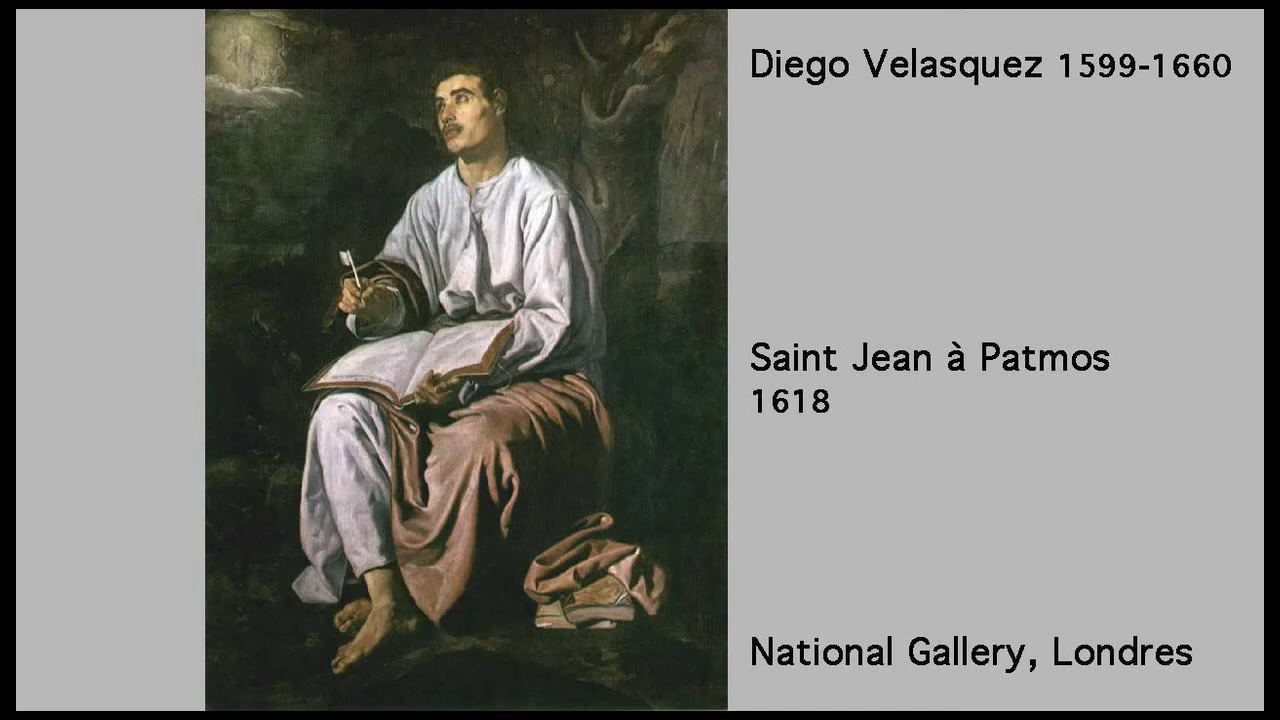 Diego Velasquez 1599-1660
Saint Jean à Patmos
1618
National Gallery, Londres